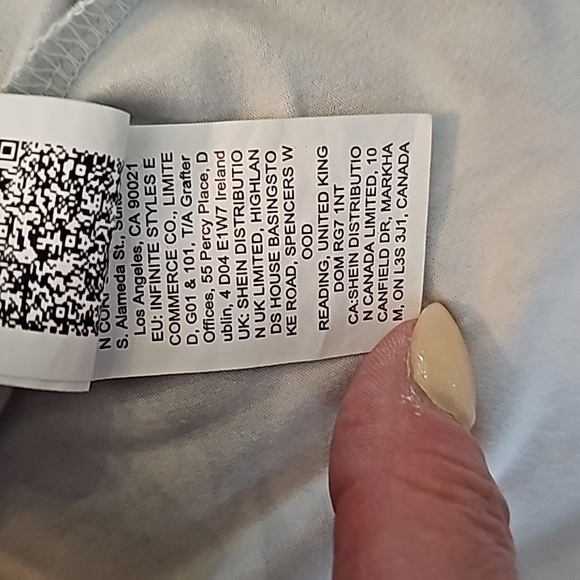 N COR
S. Alameda St., Suite
Los Angeles, CA 90021
EU: INFINITE STYLES E
COMMERCE CO., LIMITE
D, G01 & 101, T/A Grafter
Offices, 55 Percy Place, D
ublin, 4 D04 E1W7 Ireland
UK: SHEIN DISTRIBUTIO
N UK LIMITED, HIGHLAN
DS HOUSE BASINGSTO
KE ROAD, SPENCERS W
OOD
READING, UNITED KING
DOM RG7 1NT
CA:SHEIN DISTRIBUTIO
N CANADA LIMITED, 10
CANFIELD DR, MARKHA
M, ON L3S 3J1, CANADA